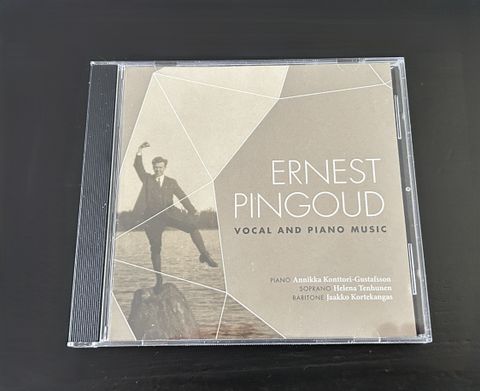 ERNEST
PINGOUD
VOCAL AND PIANO MUSIC
PIANO Annikka Konttori-Gustafsson
SOPRANO Helena Tenhunen
BARITONE Jaakko Kortekangas